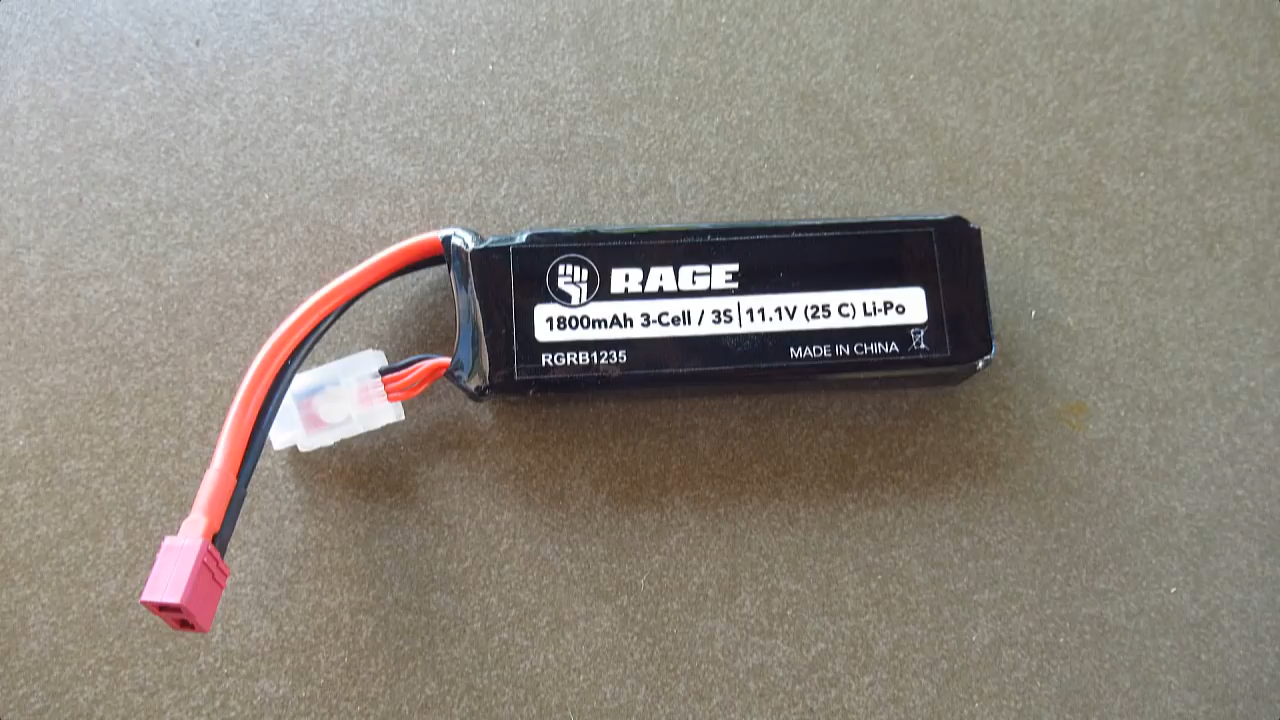 RAGE
1800mAh 3-Cell / 3S|11.1V (25 C) Li-Po
RGRB1235
MADE IN CHINA